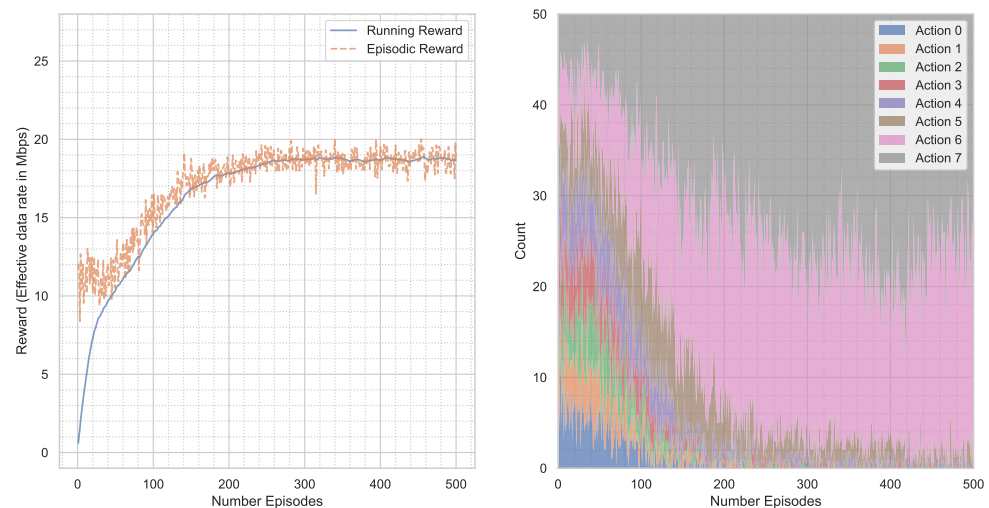 Reward (Effective data rate in Mbps)
25
20
15
10
5
0
0 100 200 300 400 500
Number Episodes
Running Reward
Episodic Reward
Count
50
40
30
20
10
0
0 100 200 300 400 500
Number Episodes
Action 0
Action 1
Action 2
Action 3
Action 4
Action 5
Action 6
Action 7